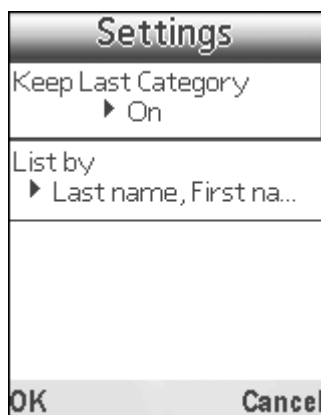 Settings
Keep Last Category
On
List by
Last name, First na...
OK Cancel